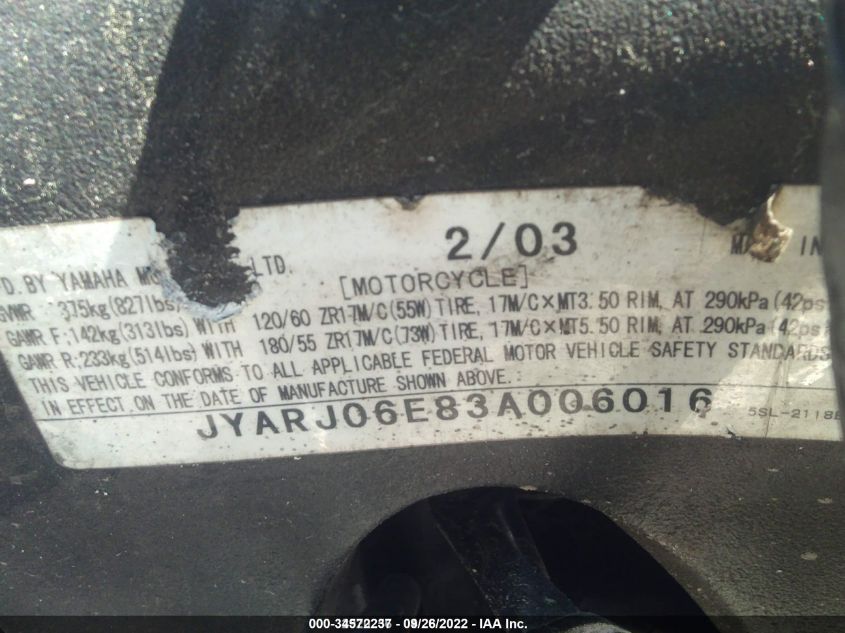 2/03
D. BY YAMAHA LTD. IN
[MOTORCYCLE]
GVWR 375kg(827lbs)
GAWR F:142kg(313lbs) WITH 120/60 ZR17M/C(55W) TIRE, 17M/C×MT3.50 RIM, AT 290kPa(42ps
GAWR R:233kg(514lbs) WITH 180/55 ZR17M/C(73W) TIRE, 17M/C×MT5.50 RIM, AT 290kPa(42ps
THIS VEHICLE CONFORMS TO ALL APPLICABLE FEDERAL MOTOR VEHICLE SAFETY STANDARDS
IN EFFECT ON THE DATE OF MANUFACTURE SHOWN ABOVE.
JYARJ06E83A006016 5SL-2118
- 09/26/2022 - IAA Inc.